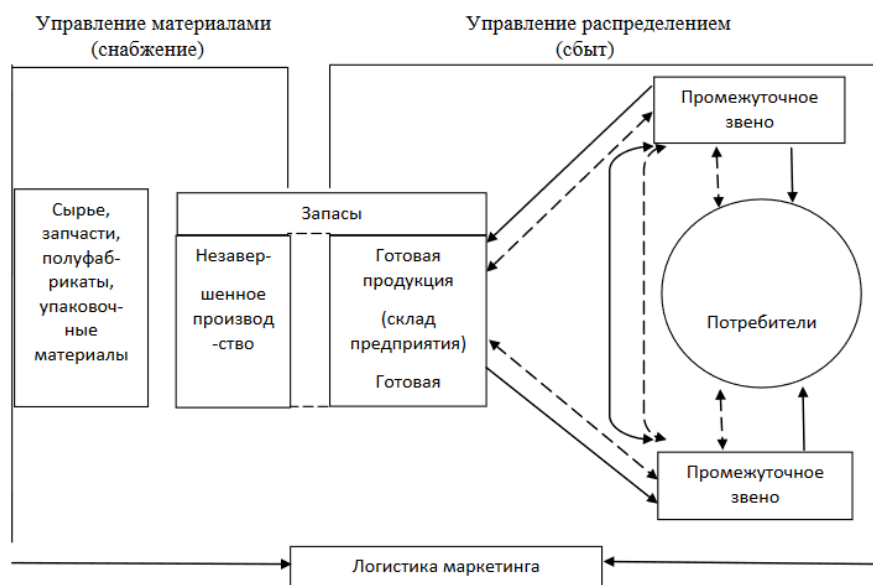 Управление материалами
(снабжение)
Управление распределением
(сбыт)
Промежуточное
звено
Сырье,
запчасти,
полуфаб-
рикаты,
упаковоч-
ные
материалы
Запасы
Незавер-
шенное
производ
-ство
Готовая
продукция
(склад
предприятия)
Готовая
Потребители
Промежуточное
звено
Логистика маркетинга